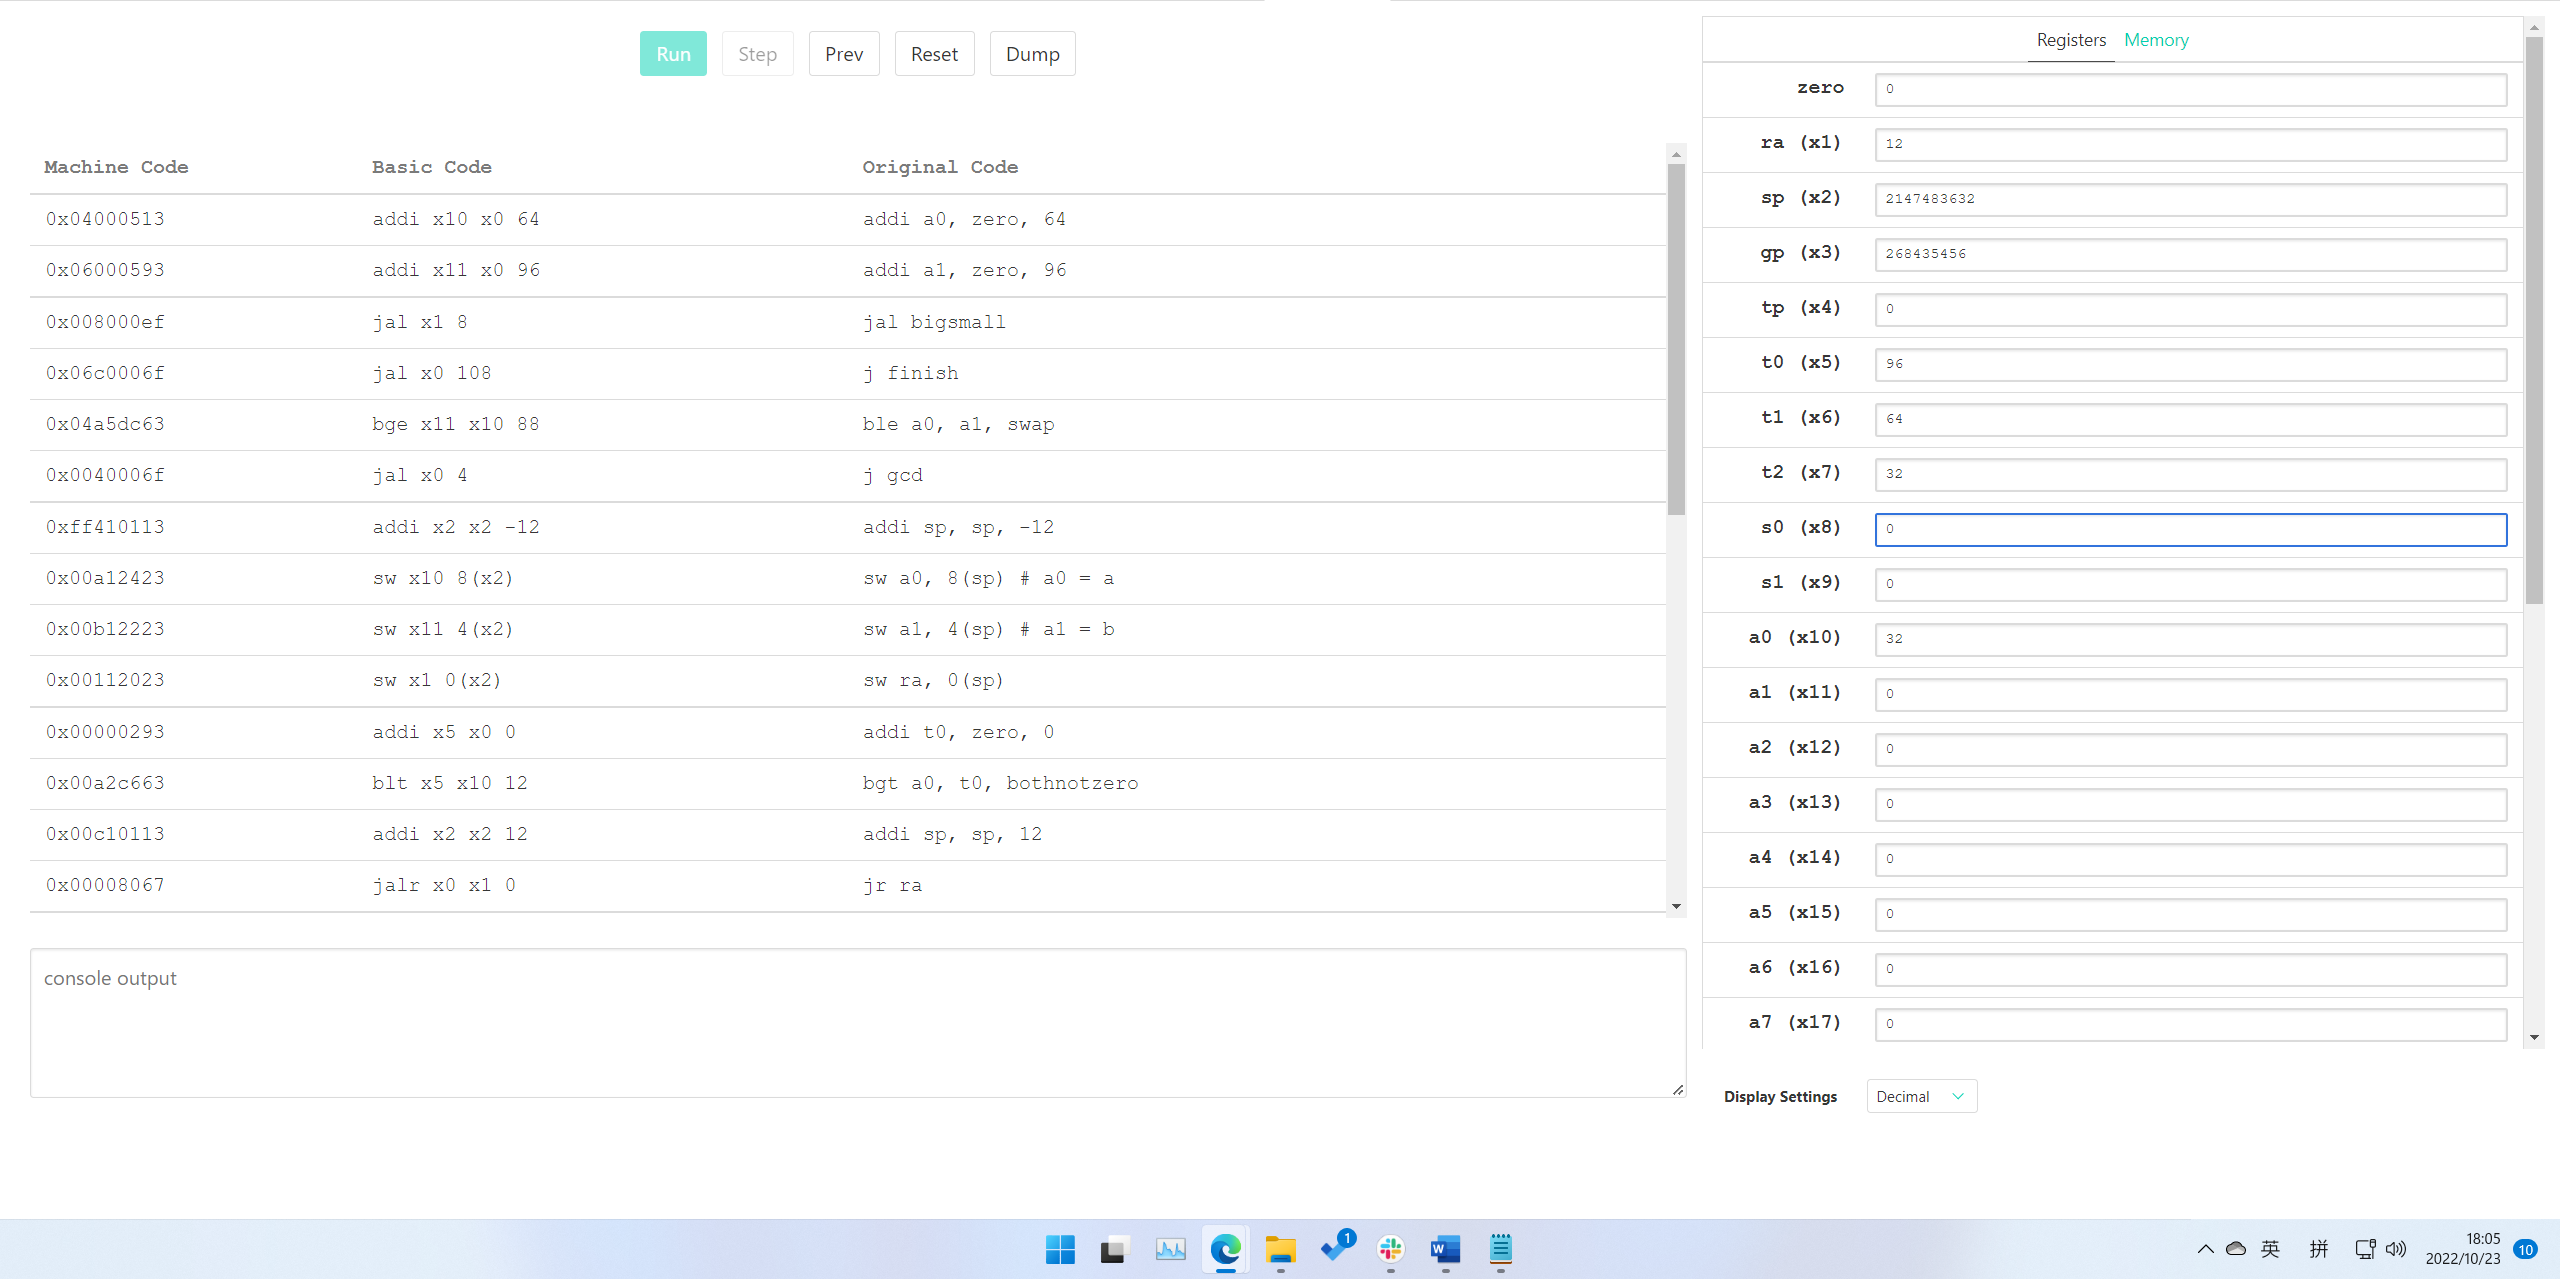 Run Step Prev Reset Dump
Machine Code Basic Code Original Code
0x04000513 addi x10 x0 64 addi a0, zero, 64
0x06000593 addi x11 x0 96 addi a1, zero, 96
0x008000ef jal x1 8 jal bigsmall
0x06c0006f jal x0 108 j finish
0x04a5dc63 bge x11 x10 88 ble a0, a1, swap
0x0040006f jal x0 4 j gcd
0xff410113 addi x2 x2 -12 addi sp, sp, -12
0x00a12423 sw x10 8(x2) sw a0, 8(sp) # a0 = a
0x00b12223 sw x11 4(x2) sw a1, 4(sp) # a1 = b
0x00112023 sw x1 0(x2) sw ra, 0(sp)
0x00000293 addi x5 x0 0 addi t0, zero, 0
0x00a2c663 blt x5 x10 12 bgt a0, t0, bothnotzero
0x00c10113 addi x2 x2 12 addi sp, sp, 12
0x00008067 jalr x0 x1 0 jr ra
console output
Registers Memory
zero 0
ra (x1) 12
sp (x2) 2147483632
gp (x3) 268435456
tp (x4) 0
t0 (x5) 96
t1 (x6) 64
t2 (x7) 32
s0 (x8) 0
s1 (x9) 0
a0 (x10) 32
a1 (x11) 0
a2 (x12) 0
a3 (x13) 0
a4 (x14) 0
a5 (x15) 0
a6 (x16) 0
a7 (x17) 0
Display Settings Decimal
1
W
英 拼
18:05
2022/10/23
10